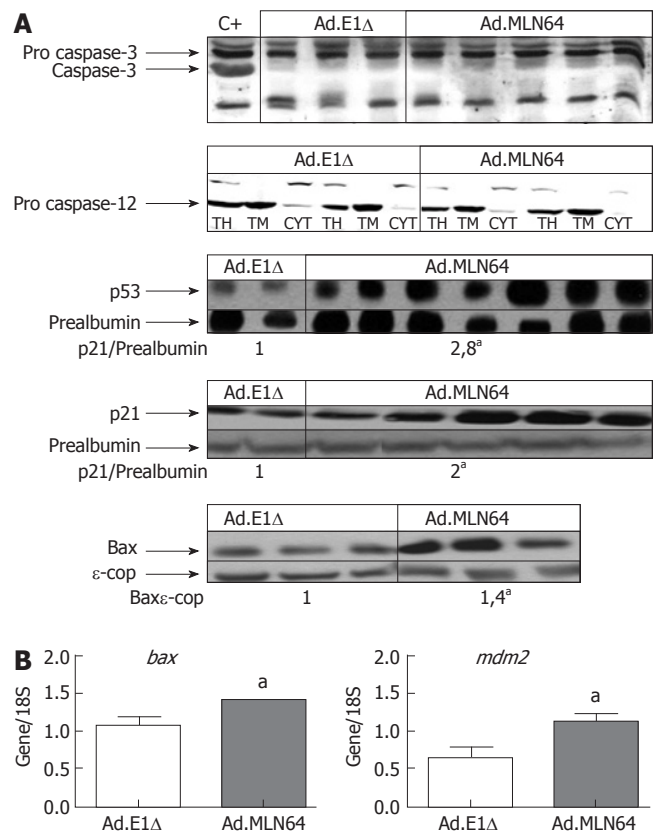 A
C+ Ad.E1Δ Ad.MLN64
Pro caspase-3
Caspase-3
Ad.E1Δ Ad.MLN64
Pro caspase-12
TH TM CYT TH TM CYT TH TM CYT TH TM CYT
Ad.E1Δ Ad.MLN64
p53
Prealbumin
p21/Prealbumin 1 2,8ª
Ad.E1Δ Ad.MLN64
p21
Prealbumin
p21/Prealbumin 1 2ª
Ad.E1Δ Ad.MLN64
Bax
ε-cop
Baxε-cop 1 1,4ª
B
bax
Gene/18S
2.0
1.5
1.0
0.5
0.0
a
Ad.E1Δ Ad.MLN64
mdm2
Gene/18S
2.0
1.5
1.0
0.5
0.0
a
Ad.E1Δ Ad.MLN64